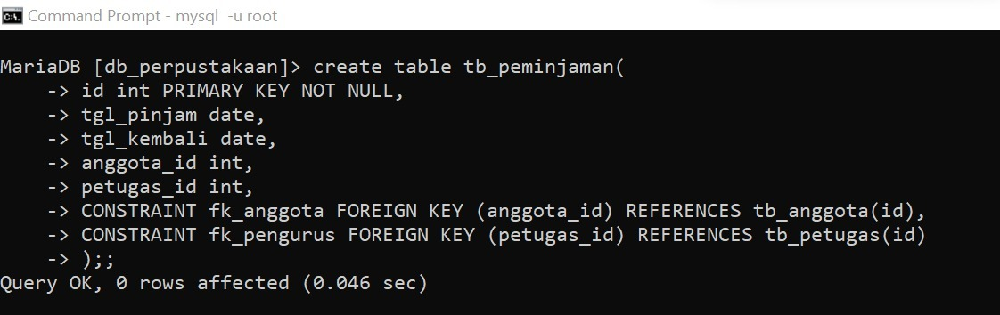 Command Prompt - mysql  -u root
MariaDB [db_perpustakaan]> create table tb_peminjaman(
    -> id int PRIMARY KEY NOT NULL,
    -> tgl_pinjam date,
    -> tgl_kembali date,
    -> anggota_id int,
    -> petugas_id int,
    -> CONSTRAINT fk_anggota FOREIGN KEY (anggota_id) REFERENCES tb_anggota(id),
    -> CONSTRAINT fk_pengurus FOREIGN KEY (petugas_id) REFERENCES tb_petugas(id)
    -> );;
Query OK, 0 rows affected (0.046 sec)